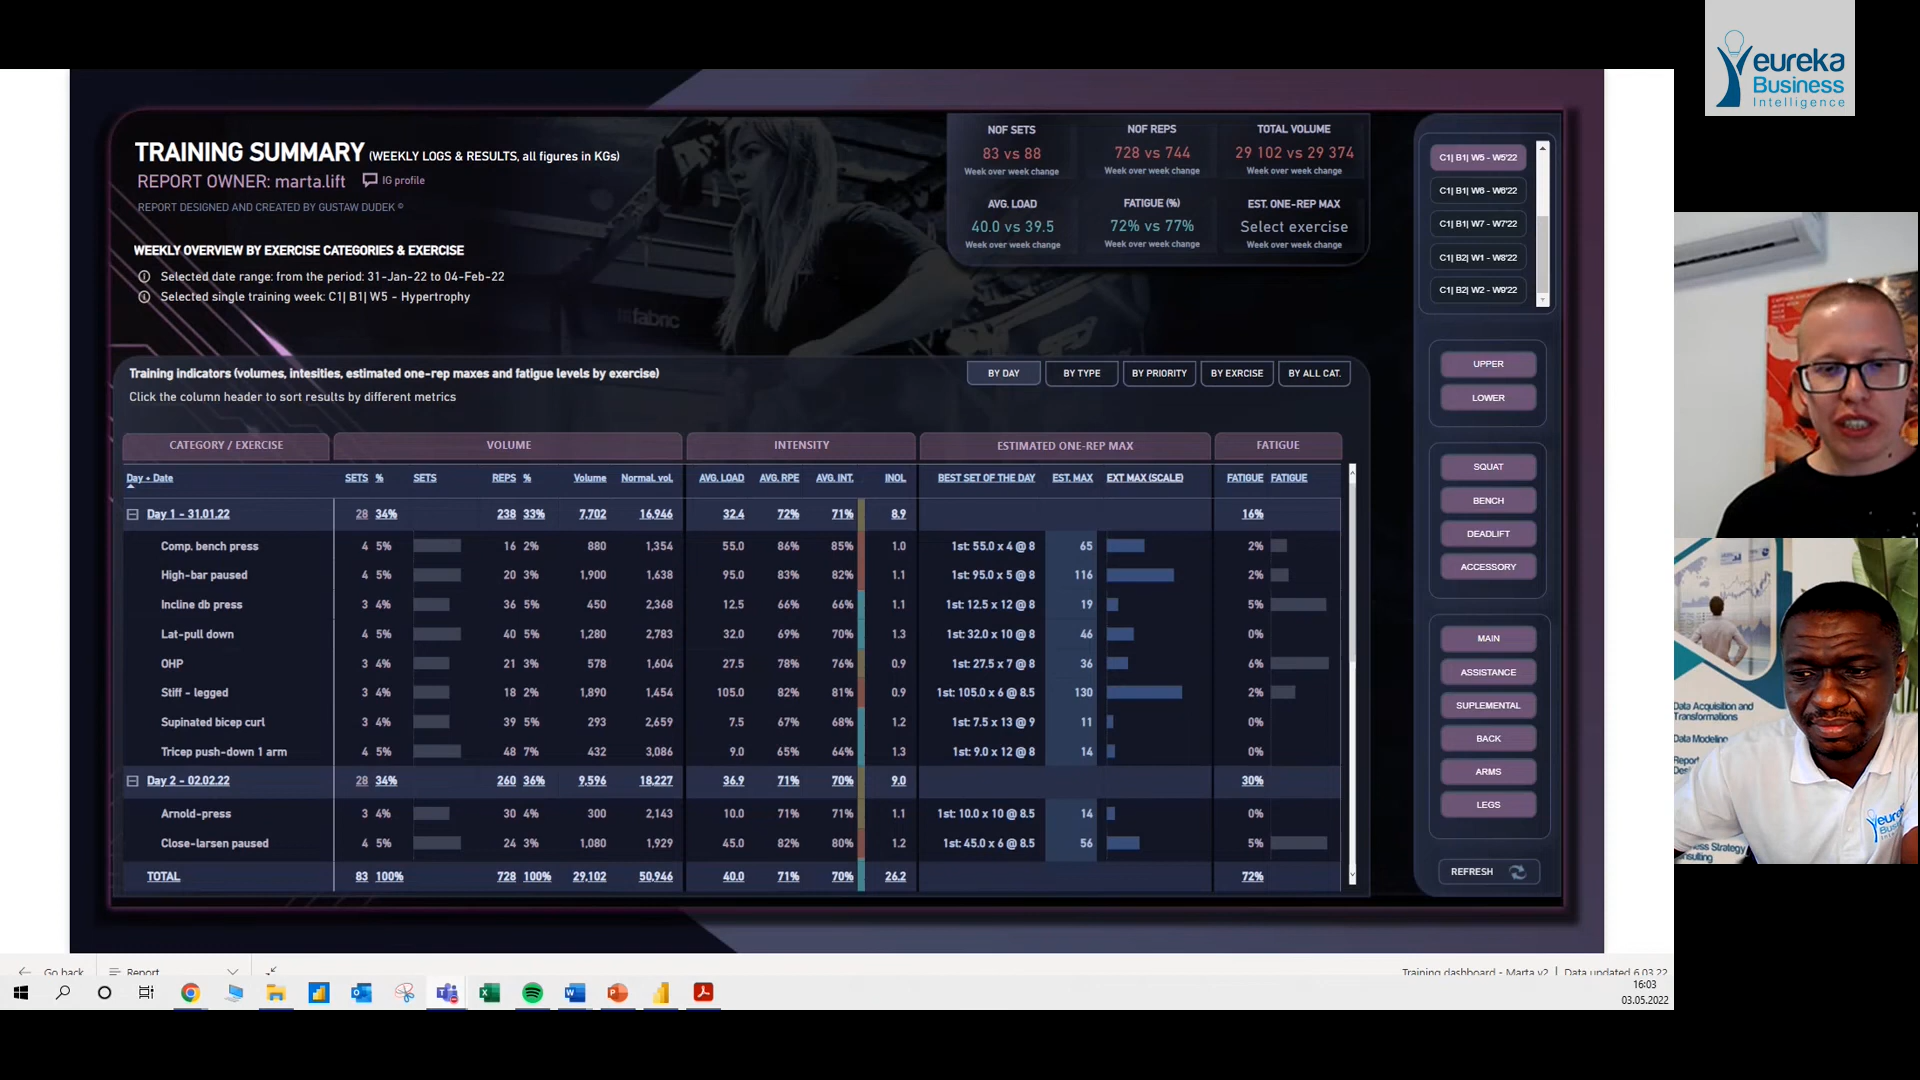 eureka
Business
Intelligence
TRAINING SUMMARY (WEEKLY LOGS & RESULTS, all figures in KGs)
REPORT OWNER: marta.lift IG profile
REPORT DESIGNED AND CREATED BY GUSTAW DUDEK ©
WEEKLY OVERVIEW BY EXERCISE CATEGORIES & EXERCISE
Selected date range: from the period: 31-Jan-22 to 04-Feb-22
Selected single training week: C1| B1| W5 - Hypertrophy
fabric
NOF SETS NOF REPS TOTAL VOLUME
83 vs 88 728 vs 744 29 102 vs 29 374
Week over week change Week over week change Week over week change
AVG. LOAD FATIGUE (%) EST. ONE-REP MAX
40.0 vs 39.5 72% vs 77% Select exercise
Week over week change Week over week change Week over week change
C1| B1| W5 - W5'22
C1| B1| W6 - W6'22
C1| B1| W7 - W7'22
C1| B2| W1 - W8'22
C1| B2| W2 - W9'22
Training indicators (volumes, intesities, estimated one-rep maxes and fatigue levels by exercise)
Click the column header to sort results by different metrics
BY DAY BY TYPE BY PRIORITY BY EXRCISE BY ALL CAT.
CATEGORY / EXERCISE VOLUME INTENSITY ESTIMATED ONE-REP MAX FATIGUE
Day + Date SETS % SETS REPS % Volume Normal. vol. AVG. LOAD AVG. RPE AVG. INT. INOL BEST SET OF THE DAY EST. MAX EXT MAX (SCALE) FATIGUE FATIGUE
Day 1 - 31.01.22 28 34% 238 33% 7,702 16,946 32.4 72% 71% 8.9 16%
Comp. bench press 4 5% 16 2% 880 1,354 55.0 86% 85% 1.0 1st: 55.0 x 4 @ 8 65 2%
High-bar paused 4 5% 20 3% 1,900 1,638 95.0 83% 82% 1.1 1st: 95.0 x 5 @ 8 116 2%
Incline db press 3 4% 36 5% 450 2,368 12.5 66% 66% 1.1 1st: 12.5 x 12 @ 8 19 5%
Lat-pull down 4 5% 40 5% 1,280 2,783 32.0 69% 70% 1.3 1st: 32.0 x 10 @ 8 46 0%
OHP 3 4% 21 3% 578 1,604 27.5 78% 76% 0.9 1st: 27.5 x 7 @ 8 36 6%
Stiff - legged 3 4% 18 2% 1,890 1,454 105.0 82% 81% 0.9 1st: 105.0 x 6 @ 8.5 130 2%
Supinated bicep curl 3 4% 39 5% 293 2,659 7.5 67% 68% 1.2 1st: 7.5 x 13 @ 9 11 0%
Tricep push-down 1 arm 4 5% 48 7% 432 3,086 9.0 65% 64% 1.3 1st: 9.0 x 12 @ 8 14 0%
Day 2 - 02.02.22 28 34% 260 36% 9,596 18,227 36.9 71% 70% 9.0 30%
Arnold-press 3 4% 30 4% 300 2,143 10.0 71% 71% 1.1 1st: 10.0 x 10 @ 8.5 14 0%
Close-larsen paused 4 5% 24 3% 1,080 1,929 45.0 82% 80% 1.2 1st: 45.0 x 6 @ 8.5 56 5%
TOTAL 83 100% 728 100% 29,102 50,946 40.0 71% 70% 26.2 72%
UPPER
LOWER
SQUAT
BENCH
DEADLIFT
ACCESSORY
MAIN
ASSISTANCE
SUPLEMENTAL
BACK
ARMS
LEGS
REFRESH
Data Acquisition and
Transformations
Data Modeling
Report
eureka
Strategy
Go back Report Training dashboard - Marta v2 | Data updated 6.03.22
16:03
03.05.2022